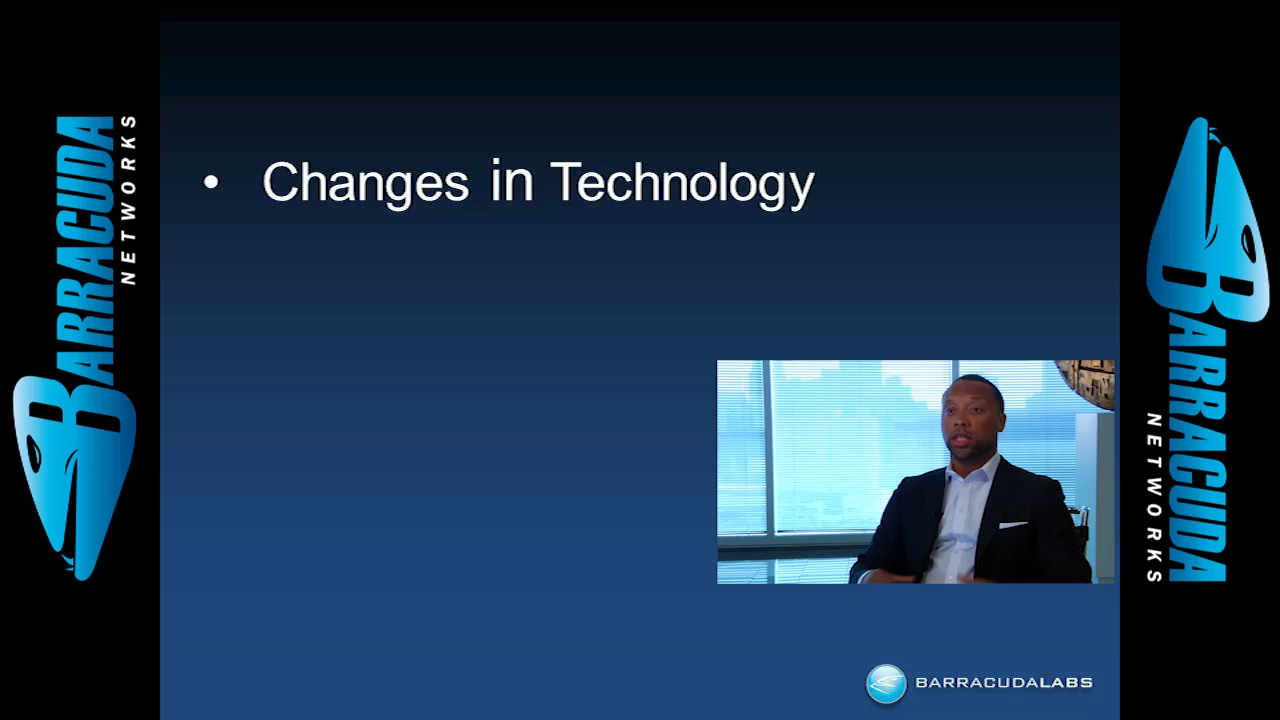 BARRACUDA
NETWORKS
• Changes in Technology
BARRACUDALABS
BARRACUDA
NETWORKS